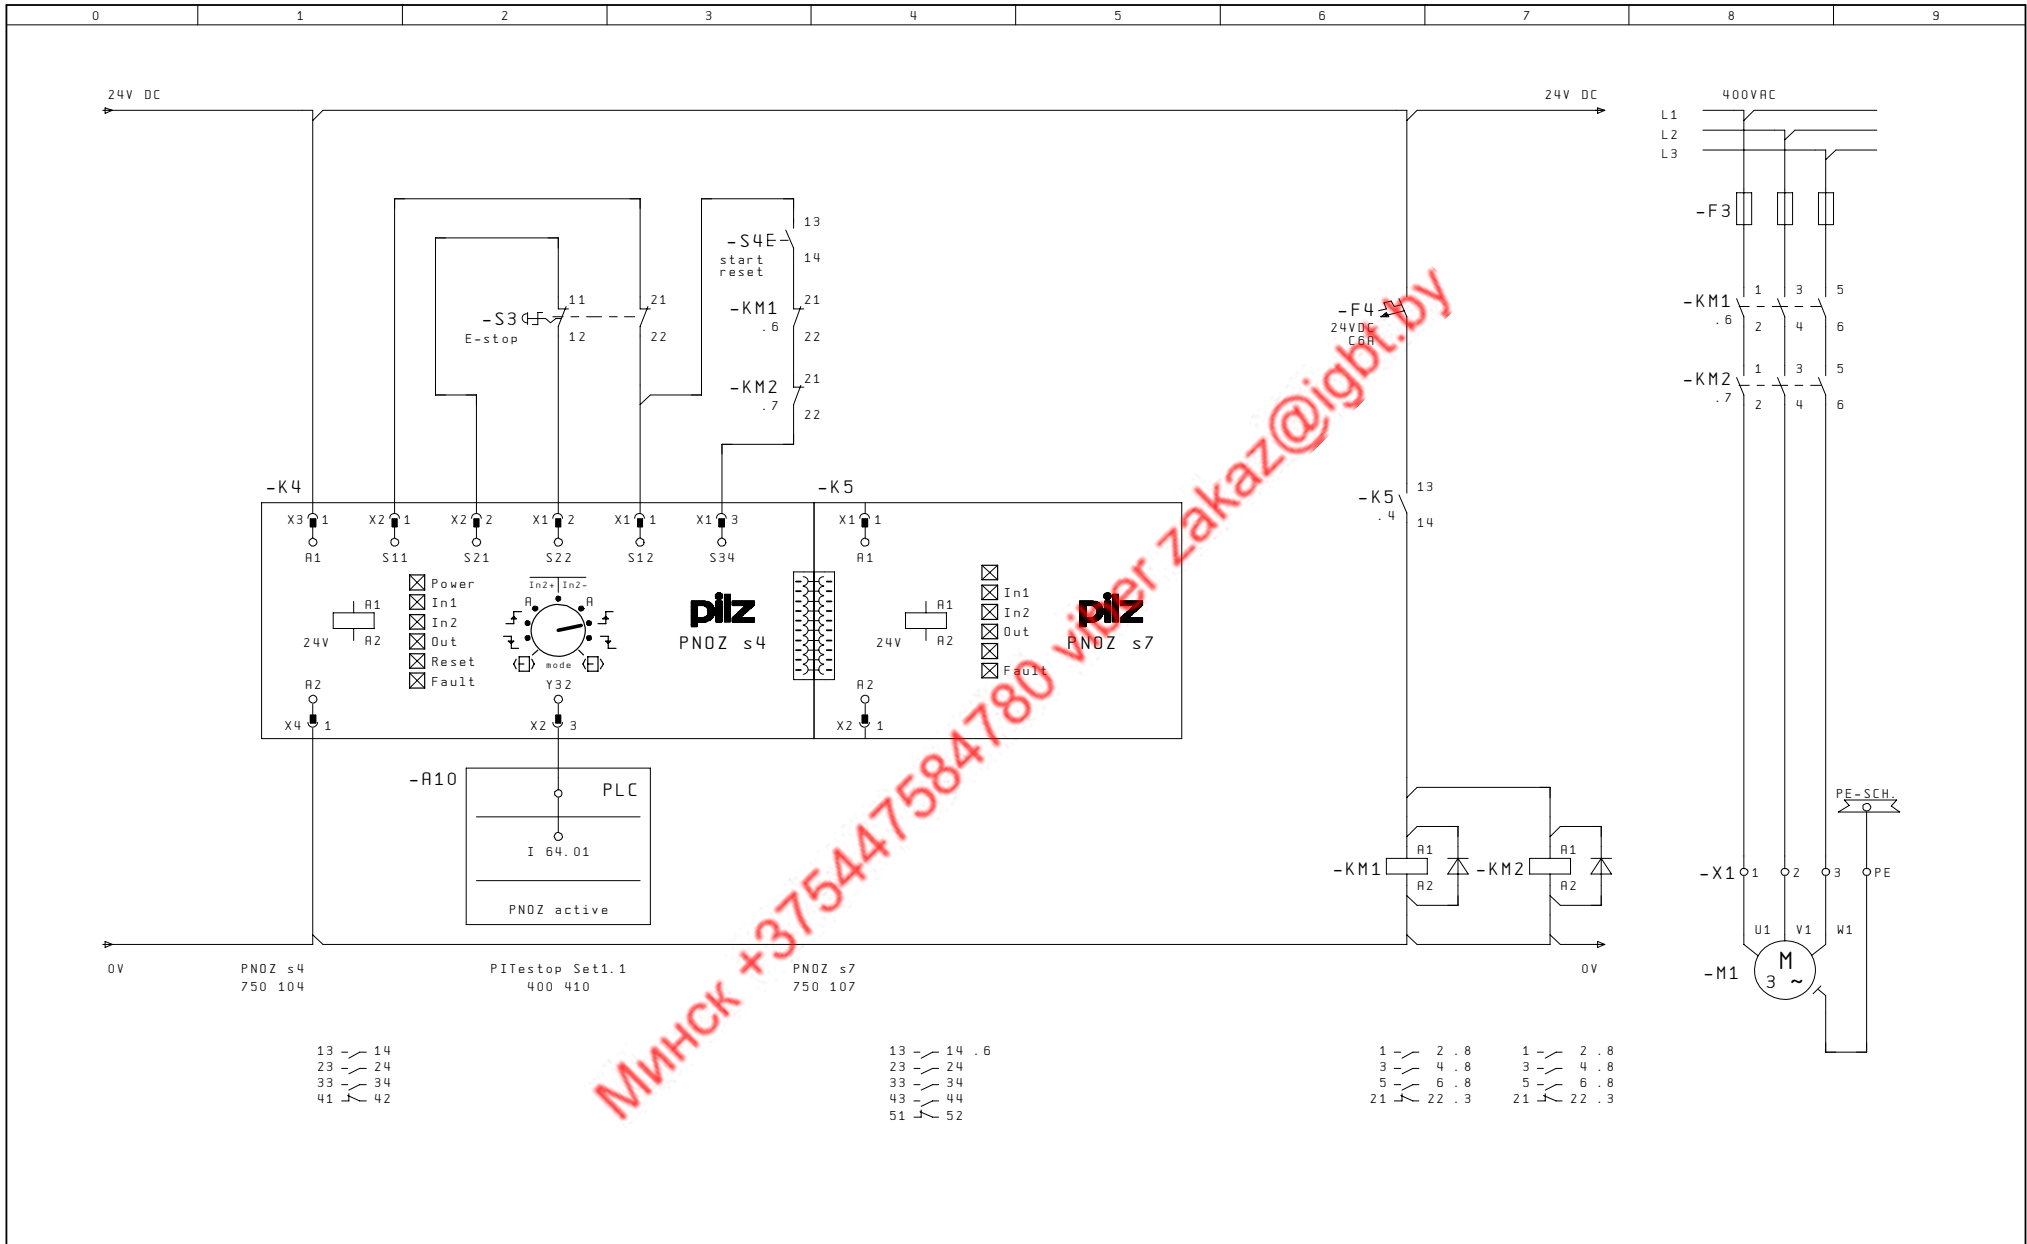 0 1 2 3 4 5 6 7 8 9
24V DC
24V DC
400VAC
L1
L2
L3
-F3
13
-S4E
14
start
reset
11
21
-S3
12
22
E-stop
-KM1
21
.6
22
-KM2
21
.7
22
-F4
24VDC
C6A
-KM1
1 3 5
.6
2 4 6
-KM2
1 3 5
.7
2 4 6
-K4
-K5
X3 1
X2 1
X2 2
X1 2
X1 1
X1 3
X1 1
A1
S11
S21
S22
S12
S34
A1
-K5
13
.4
14
Power
In1
In2
Out
Reset
Fault
A1
24V
A2
In2+ In2-
A A
mode
pilz
PNOZ s4
A1
24V
A2
In1
In2
Out
Fault
pilz
PNOZ s7
A2
Y32
A2
X4 1
X2 3
X2 1
-A10
PLC
I 64.01
PNOZ active
PE-SCH.
-KM1
A1
A2
-KM2
A1
A2
-X1 1 2 3 PE
U1 V1 W1
-M1
M
3 ~
0V
0V
PNOZ s4
750 104
PITestop Set1.1
400 410
PNOZ s7
750 107
13 14
23 24
33 34
41 42
13 14 .6
23 24
33 34
43 44
51 52
1 2 .8
3 4 .8
5 6 .8
21 22 .3
1 2 .8
3 4 .8
5 6 .8
21 22 .3
Минск +375447584780 viber zakaz@igbt.by